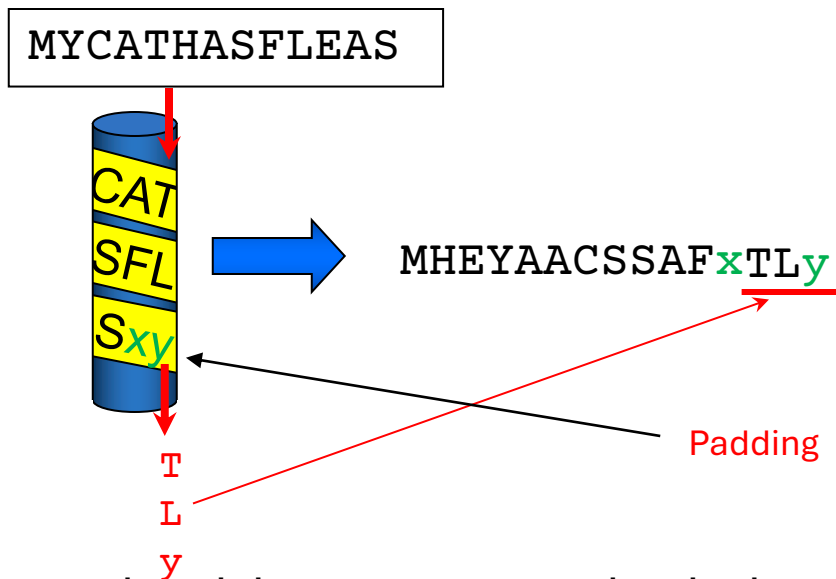 MYCATHASFLEAS
CAT
SFL
Sxy
MHEYAACSSAFxTLy
Padding
T
L
y